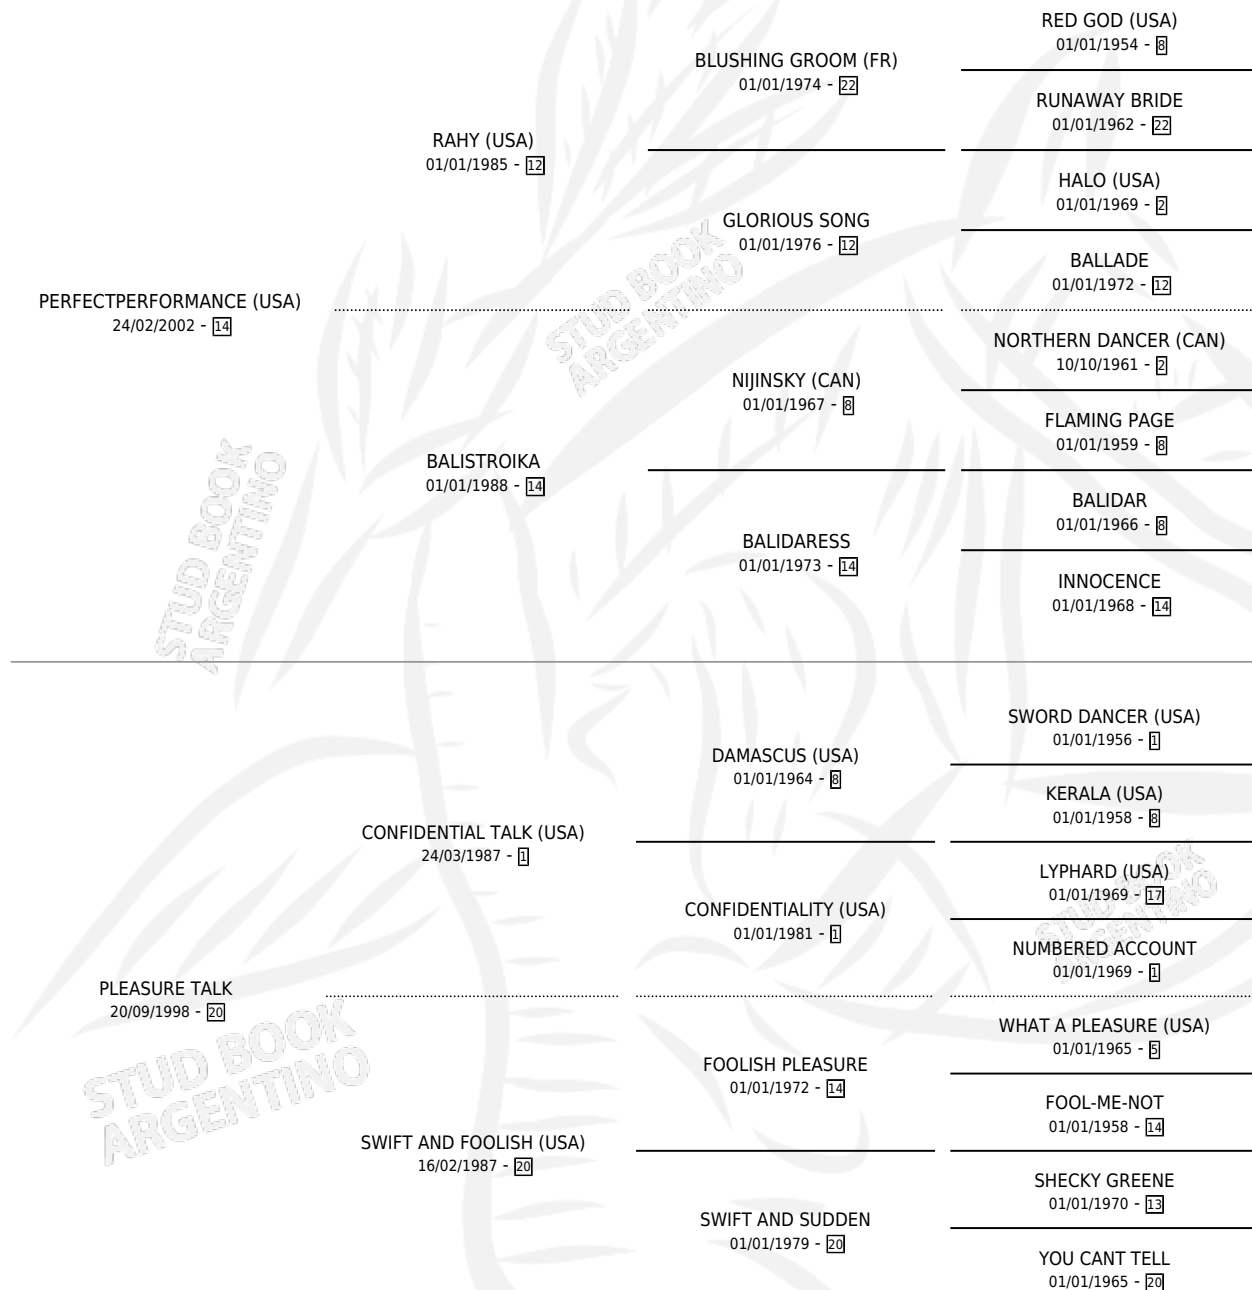 RED GOD (USA)
01/01/1954 - 8
BLUSHING GROOM (FR)
01/01/1974 - 22
RUNAWAY BRIDE
01/01/1962 - 22
RAHY (USA)
01/01/1985 - 12
HALO (USA)
01/01/1969 - 2
GLORIOUS SONG
01/01/1976 - 12
BALLADE
01/01/1972 - 12
PERFECTPERFORMANCE (USA)
24/02/2002 - 14
NORTHERN DANCER (CAN)
10/10/1961 - 2
NIJINSKY (CAN)
01/01/1967 - 8
FLAMING PAGE
01/01/1959 - 8
BALISTROIKA
01/01/1988 - 14
BALIDAR
01/01/1966 - 8
BALIDARESS
01/01/1973 - 14
INNOCENCE
01/01/1968 - 14
SWORD DANCER (USA)
01/01/1956 - 1
DAMASCUS (USA)
01/01/1964 - 8
KERALA (USA)
01/01/1958 - 8
CONFIDENTIAL TALK (USA)
24/03/1987 - 1
LYPHARD (USA)
01/01/1969 - 17
CONFIDENTIALITY (USA)
01/01/1981 - 1
NUMBERED ACCOUNT
01/01/1969 - 1
PLEASURE TALK
20/09/1998 - 20
WHAT A PLEASURE (USA)
01/01/1965 - 5
FOOLISH PLEASURE
01/01/1972 - 14
FOOL-ME-NOT
01/01/1958 - 14
SWIFT AND FOOLISH (USA)
16/02/1987 - 20
SHECKY GREENE
01/01/1970 - 13
SWIFT AND SUDDEN
01/01/1979 - 20
YOU CANT TELL
01/01/1965 - 20
STUD BOOK
ARGENTINO
STUD BOOK
ARGENTINO
STUD BOOK
ARGENTINO
STUD BOOK
ARGENTINO